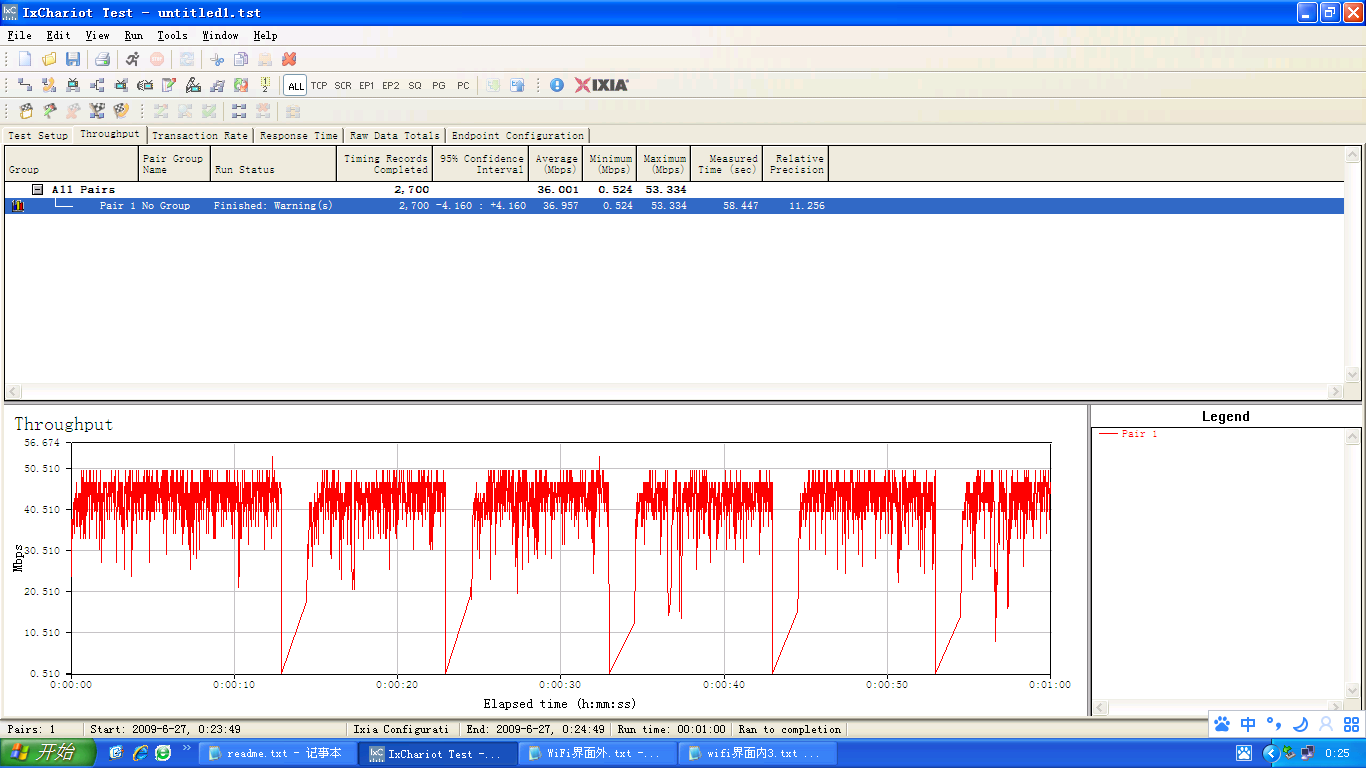 IxChariot Test - untitled1.tst
File Edit View Run Tools Window Help
ALL TCP SCR EP1 EP2 SQ PG PC IXIA
Test Setup Throughput Transaction Rate Response Time Raw Data Totals Endpoint Configuration
Group Pair Group Name Run Status Timing Records Completed 95% Confidence Interval Average (Mbps) Minimum (Mbps) Maximum (Mbps) Measured Time (sec) Relative Precision
All Pairs 2,700 36.001 0.524 53.334
Pair 1 No Group Finished: Warning(s) 2,700 -4.160 : +4.160 36.957 0.524 53.334 58.447 11.256
Throughput
Legend
Pair 1
56.674
50.510
40.510
30.510
20.510
10.510
0.510
Mbps
0:00:00 0:00:10 0:00:20 0:00:30 0:00:40 0:00:50 0:01:00
Elapsed time (h:mm:ss)
Pairs: 1 Start: 2009-6-27, 0:23:49 Ixia Configurati End: 2009-6-27, 0:24:49 Run time: 00:01:00 Ran to completion
中
开始 readme.txt - 记事本 IxChariot Test -... WiFi界面外.txt -... wifi界面内3.txt ... 0:25